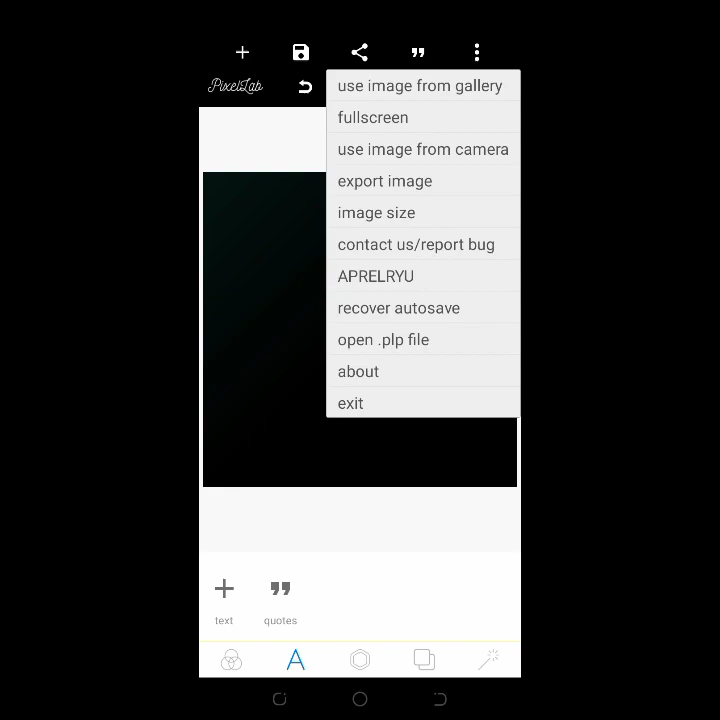 PixelLab
use image from gallery
fullscreen
use image from camera
export image
image size
contact us/report bug
APRELRYU
recover autosave
open .plp file
about
exit
text
quotes